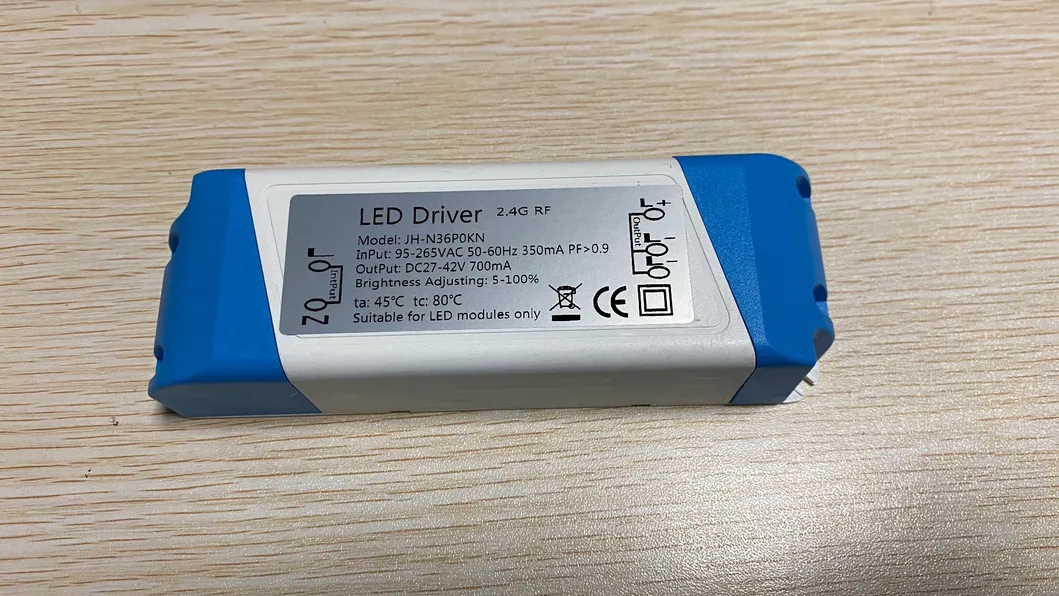 LED Driver 2.4G RF
Model: JH-N36P0KN
InPut: 95-265VAC 50-60Hz 350mA PF>0.9
OutPut: DC27-42V 700mA
Brightness Adjusting: 5-100%
ta: 45℃ tc: 80℃
Suitable for LED modules only
CE
L
InPut
N
+
OutPut
-
-